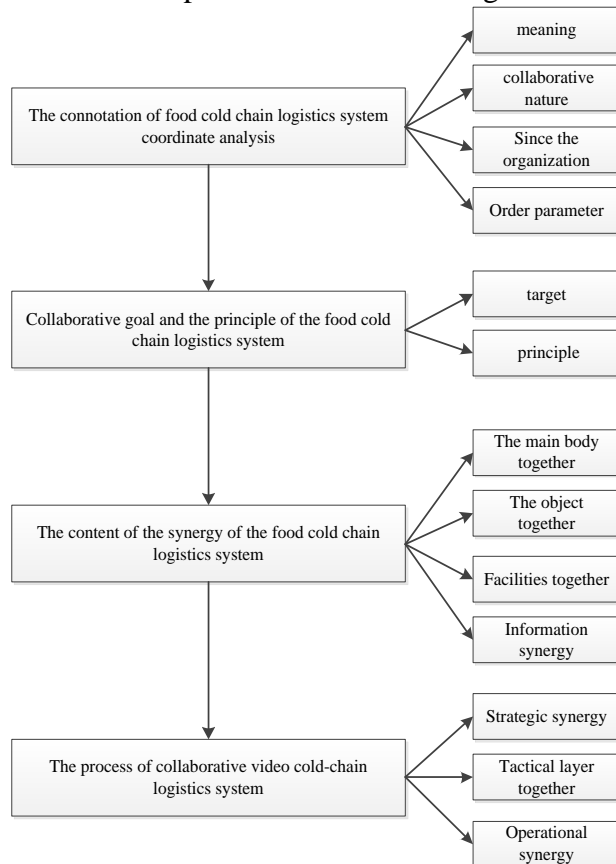 meaning
collaborative
nature
The connotation of food cold chain logistics system
coordinate analysis
Since the
organization
Order parameter
target
Collaborative goal and the principle of the food cold
chain logistics system
principle
The main body
together
The object
together
The content of the synergy of the food cold chain
logistics system
Facilities together
Information
synergy
Strategic synergy
The process of collaborative video cold-chain
logistics system
Tactical layer
together
Operational
synergy